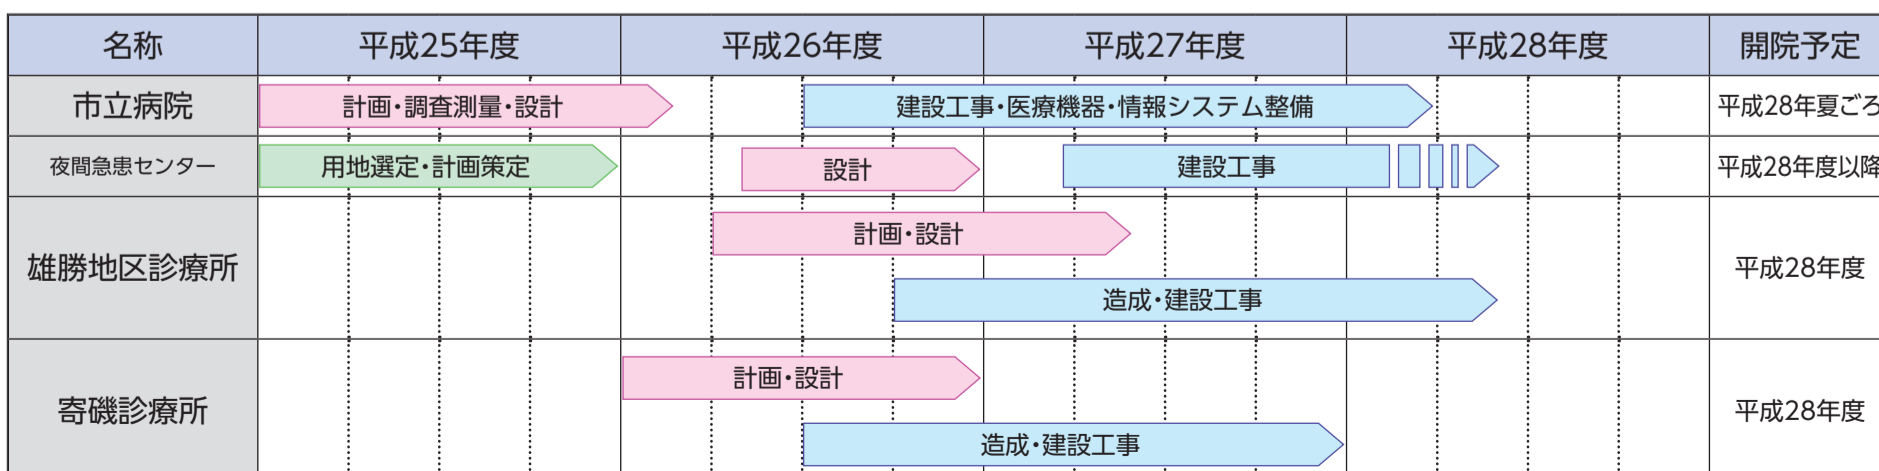 名称 平成25年度 平成26年度 平成27年度 平成28年度 開院予定
市立病院 計画・調査測量・設計 建設工事・医療機器・情報システム整備 平成28年夏ごろ
夜間急患センター 用地選定・計画策定 設計 建設工事 平成28年度以降
雄勝地区診療所 計画・設計 造成・建設工事 平成28年度
寄磯診療所 計画・設計 造成・建設工事 平成28年度